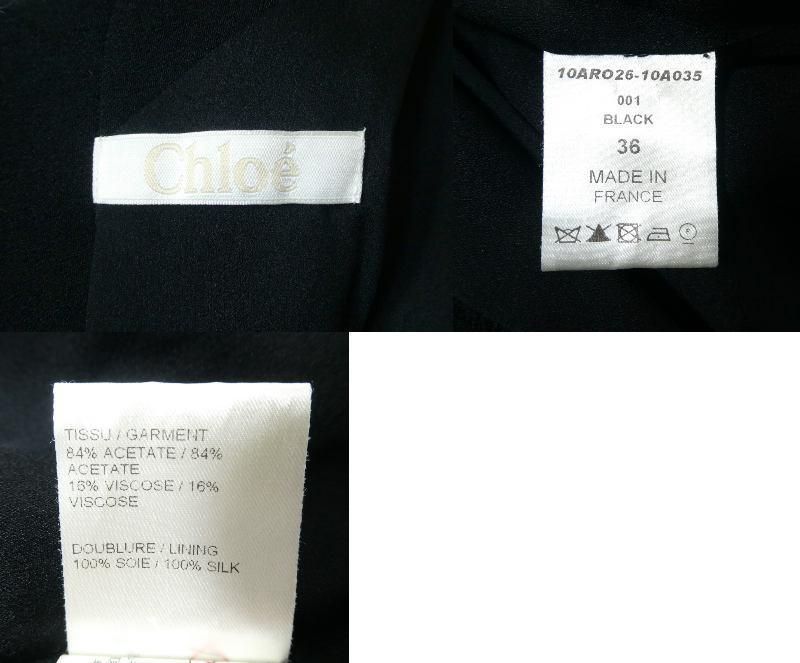 Chloé
10ARO26-10A035
001
BLACK
36
MADE IN
FRANCE
TISSU / GARMENT
84% ACETATE / 84%
ACETATE
16% VISCOSE / 16%
VISCOSE
DOUBLURE / LINING
100% SOIE / 100% SILK